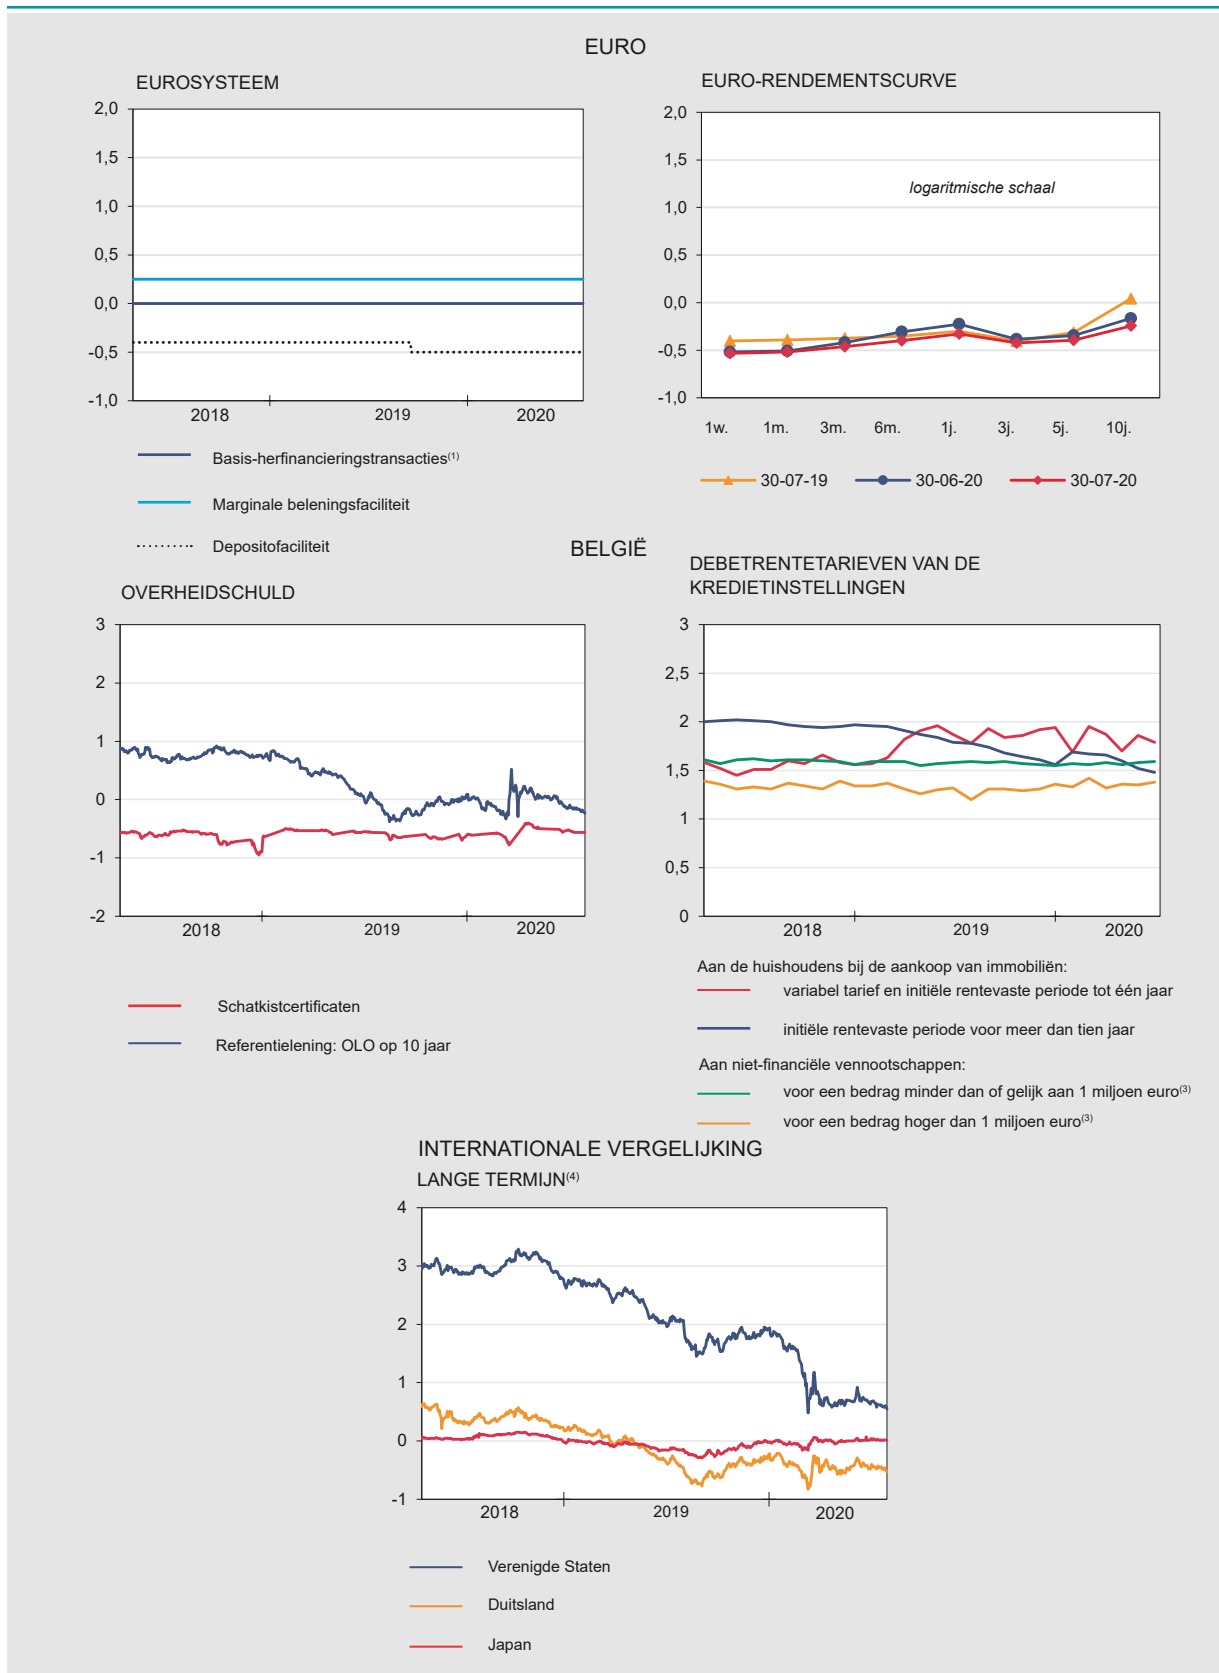 EURO
EUROSYSTEEM
2,0
1,5
1,0
0,5
0,0
-0,5
-1,0
2018
2019
2020
Basis-herfinancieringstransacties(1)
Marginale beleningsfaciliteit
Depositofaciliteit
EURO-RENDEMENTSCURVE
2,0
1,5
1,0
0,5
0,0
-0,5
-1,0
logaritmische schaal
1w. 1m. 3m. 6m. 1j. 3j. 5j. 10j.
30-07-19 30-06-20 30-07-20
BELGIË
OVERHEIDSCHULD
3
2
1
0
-1
-2
2018
2019
2020
Schatkistcertificaten
Referentielening: OLO op 10 jaar
DEBETRENTETARIEVEN VAN DE
KREDIETINSTELLINGEN
3
2,5
2
1,5
1
0,5
0
2018
2019
2020
Aan de huishoudens bij de aankoop van immobiliën:
variabel tarief en initiële rentevaste periode tot één jaar
initiële rentevaste periode voor meer dan tien jaar
Aan niet-financiële vennootschappen:
voor een bedrag minder dan of gelijk aan 1 miljoen euro(3)
voor een bedrag hoger dan 1 miljoen euro(3)
INTERNATIONALE VERGELIJKING
LANGE TERMIJN(4)
4
3
2
1
0
-1
2018
2019
2020
Verenigde Staten
Duitsland
Japan